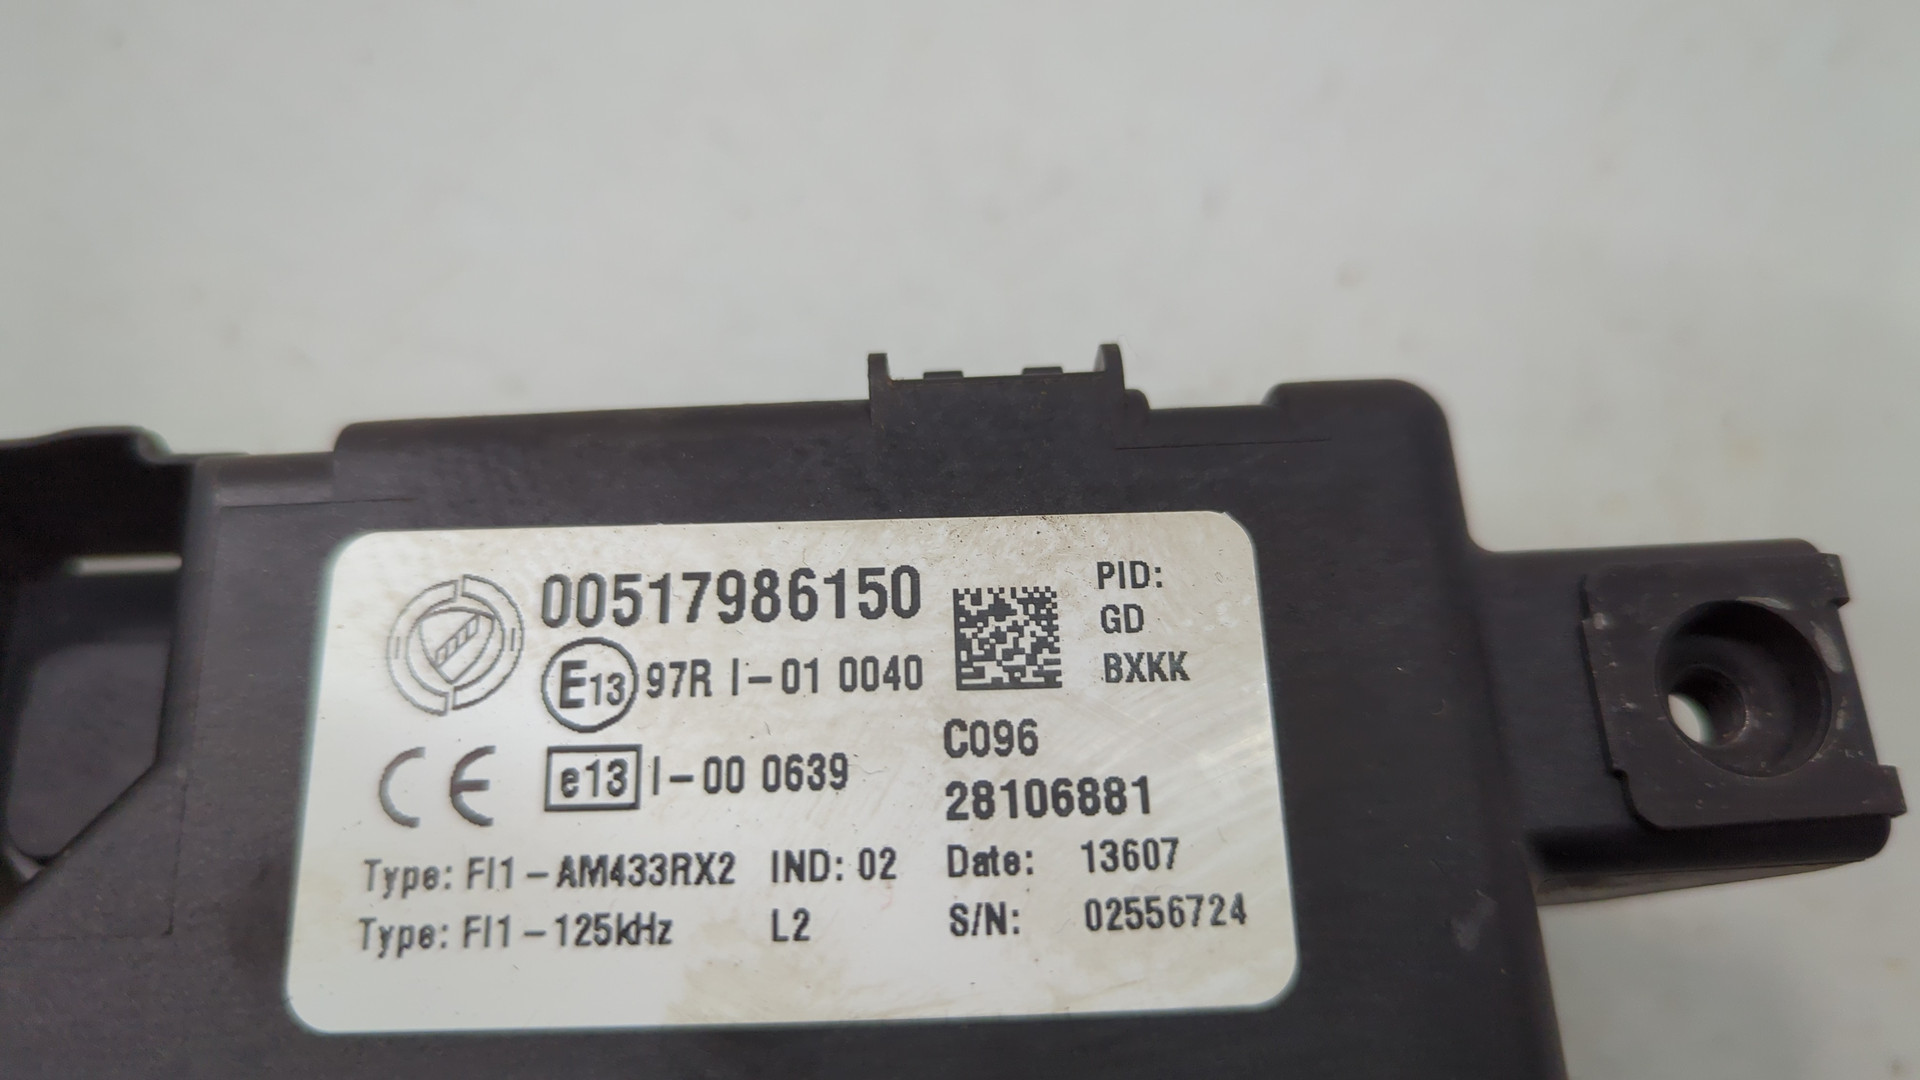 00517986150
E13 97R I-01 0040
CE e13 I-00 0639
Type: FI1-AM433RX2 IND: 02
Type: FI1-125kHz L2
PID:
GD
BXKK
C096
28106881
Date: 13607
S/N: 02556724